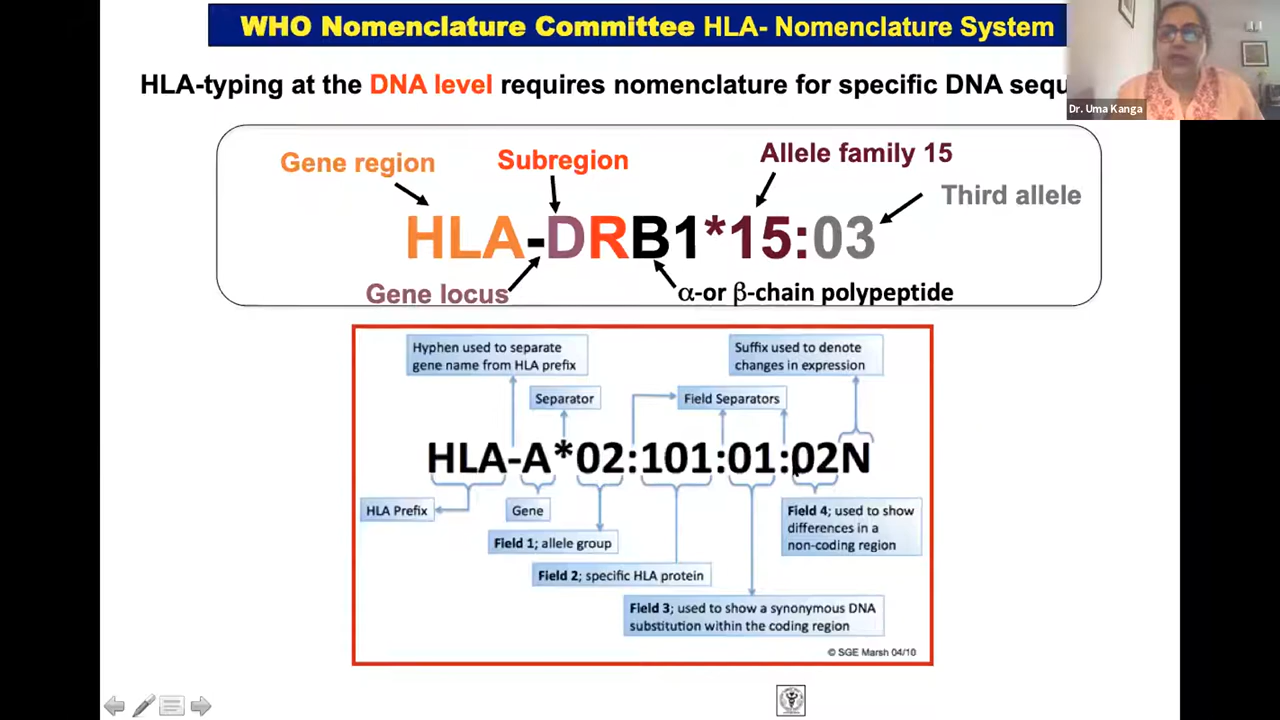 WHO Nomenclature Committee HLA- Nomenclature System
HLA-typing at the DNA level requires nomenclature for specific DNA sequ
Dr. Uma Kanga
Gene region
Subregion
Allele family 15
Third allele
HLA-DRB1*15:03
Gene locus
α-or β-chain polypeptide
Hyphen used to separate
gene name from HLA prefix
Suffix used to denote
changes in expression
Separator
Field Separators
HLA-A*02:101:01:02N
HLA Prefix
Gene
Field 1; allele group
Field 2; specific HLA protein
Field 3; used to show a synonymous DNA
substitution within the coding region
Field 4; used to show
differences in a
non-coding region
© SGE Marsh 04/10